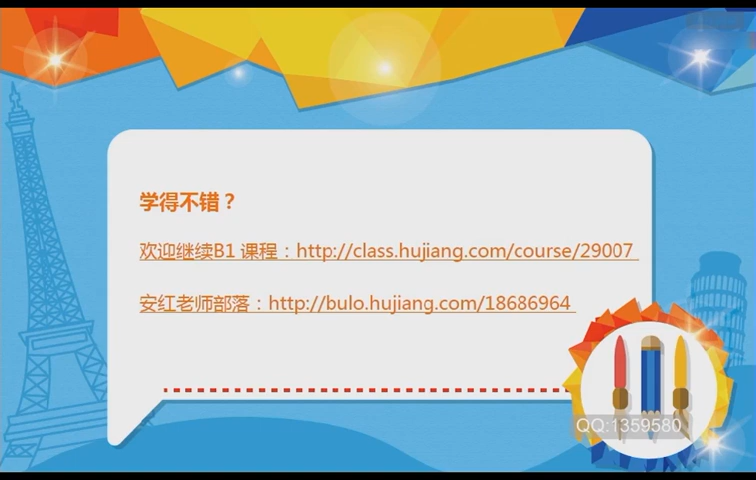 学得不错？
欢迎继续B1 课程：http://class.hujiang.com/course/29007
安红老师部落：http://bulo.hujiang.com/18686964
QQ:1359580